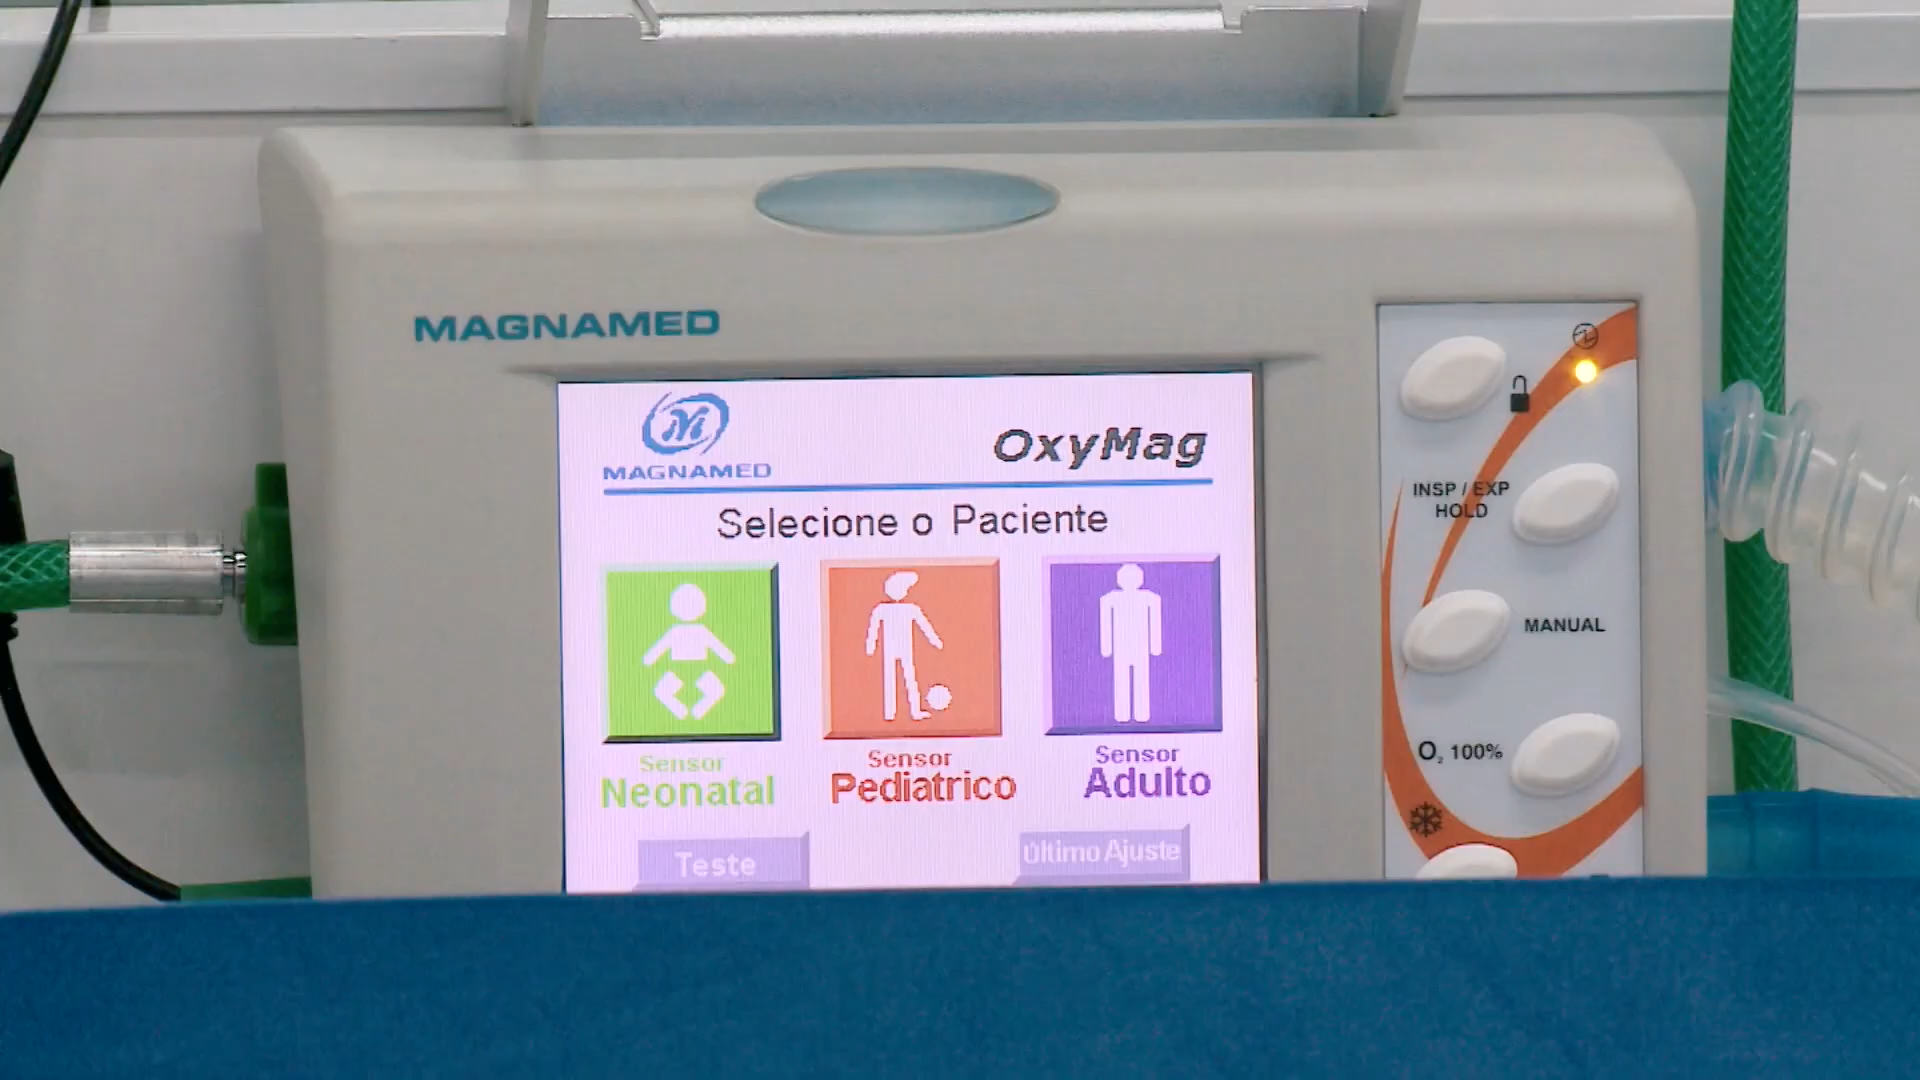 MAGNAMED
MAGNAMED
OxyMag
Selecione o Paciente
Sensor
Neonatal
Sensor
Pediatrico
Sensor
Adulto
Teste
Último Ajuste
INSP / EXP
HOLD
MANUAL
O₂ 100%